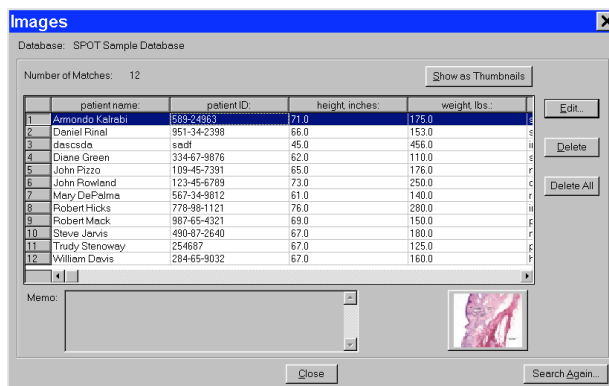 Images
Database: SPOT Sample Database
Number of Matches: 12
Show as Thumbnails
patient name: patient ID: height, inches: weight, lbs.:
1 Armondo Kalrabi 589-24963 71.0 175.0 s
2 Daniel Rinal 951-34-2398 66.0 153.0 s
3 dascsda sadf 45.0 456.0 ir
4 Diane Green 334-67-9876 62.0 110.0 s
5 John Pizzo 109-45-7391 65.0 176.0 r
6 John Rowland 123-45-6789 73.0 250.0 c
7 Mary DePalma 567-34-9812 61.0 140.0 r
8 Robert Hicks 778-98-1121 76.0 280.0 ir
9 Robert Mack 987-65-4321 69.0 150.0 p
10 Steve Jarvis 490-87-2640 67.0 180.0 r
11 Trudy Stenoway 254687 67.0 125.0 p
12 William Davis 284-65-9032 67.0 160.0 h
Edit...
Delete
Delete All
Memo:
Close
Search Again...